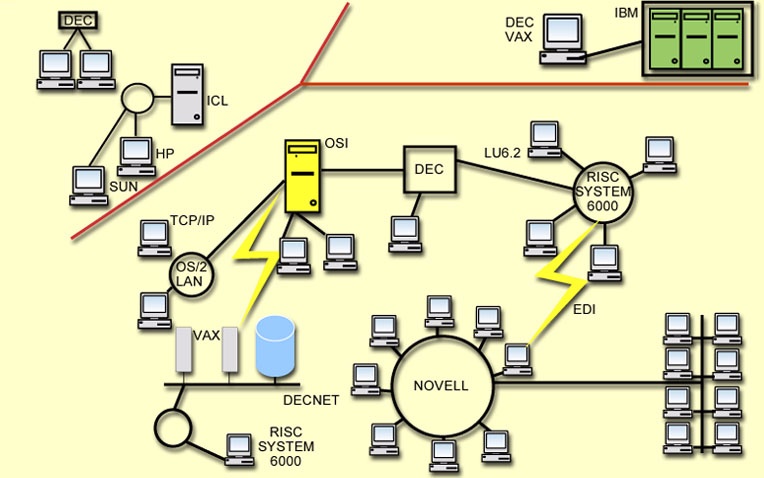 DEC
DEC
VAX
IBM
ICL
HP
SUN
OSI
DEC
LU6.2
RISC
SYSTEM
6000
TCP/IP
OS/2
LAN
EDI
VAX
DECNET
NOVELL
RISC
SYSTEM
6000